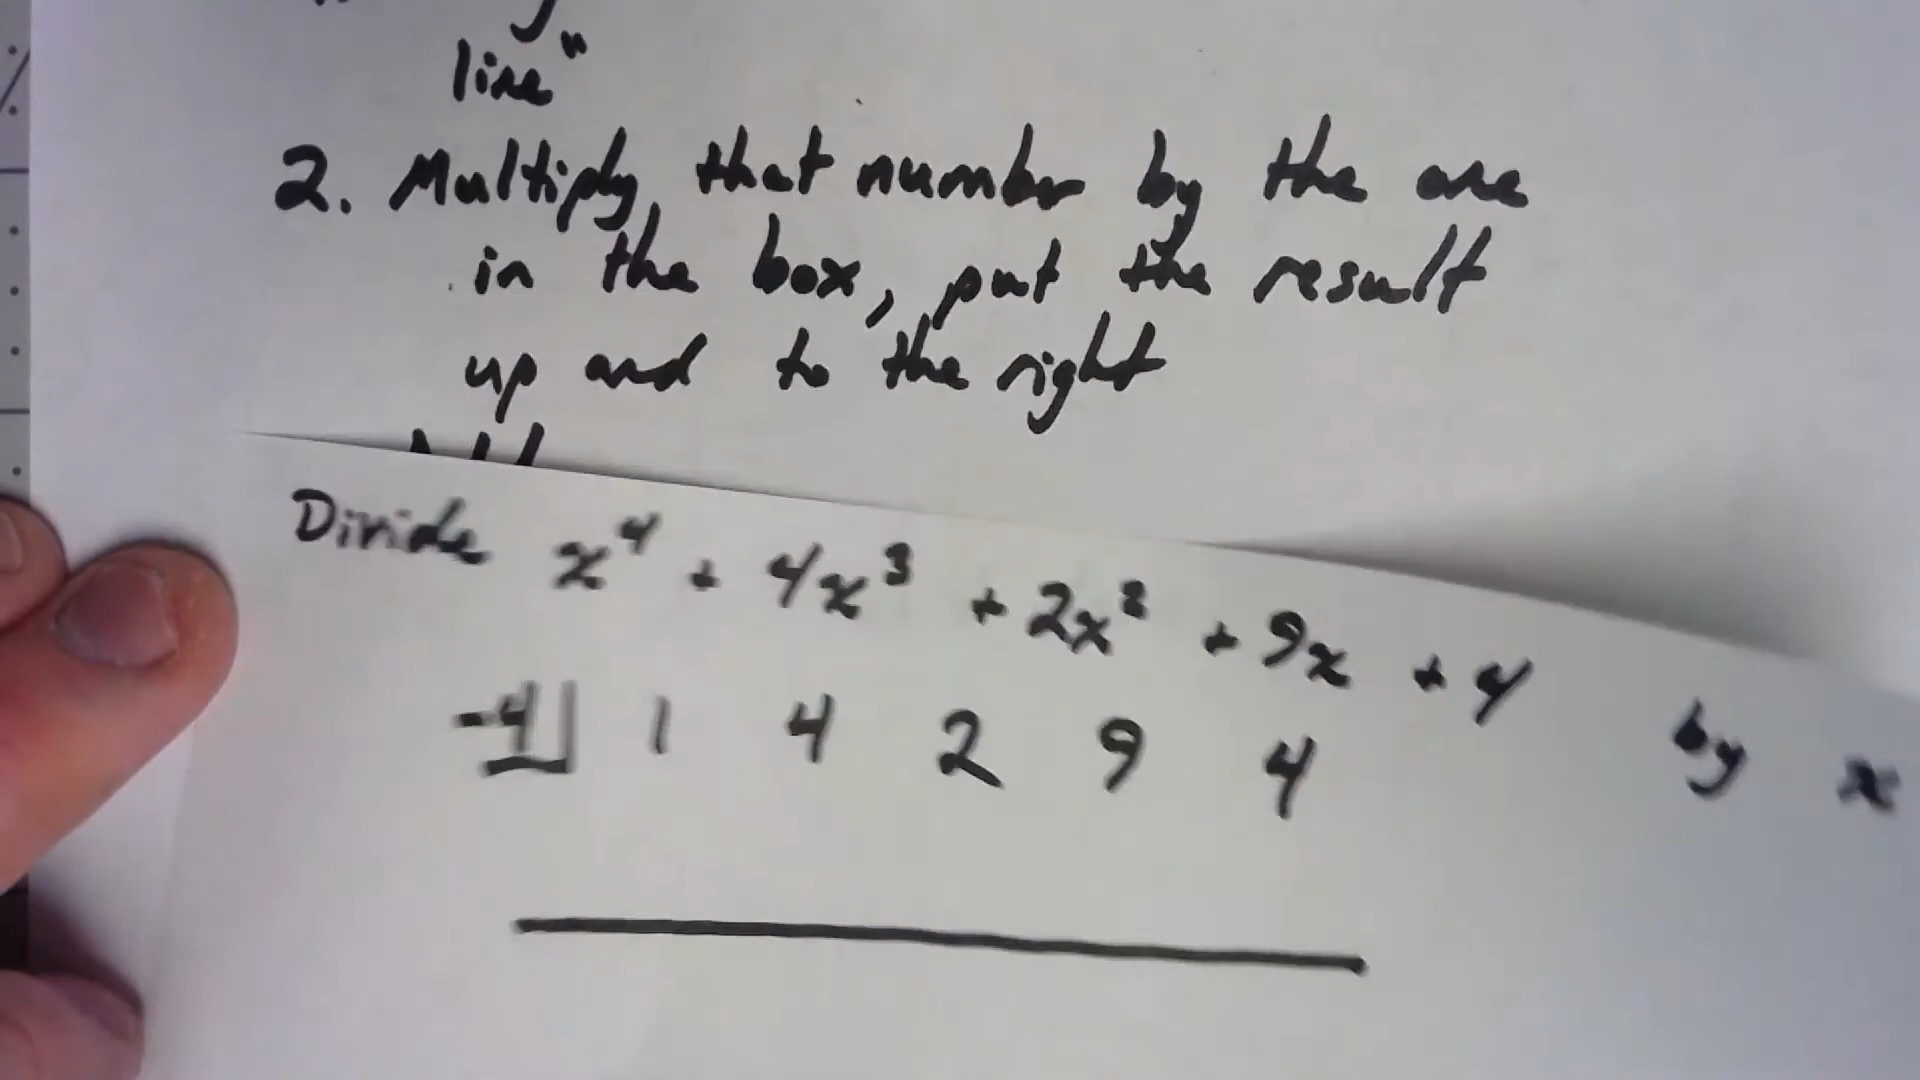 line"
2. Multiply that number by the one
in the box, put the result
up and to the right
Divide x⁴ + 4x³ + 2x² + 9x + 4 by x
-4 1 4 2 9 4